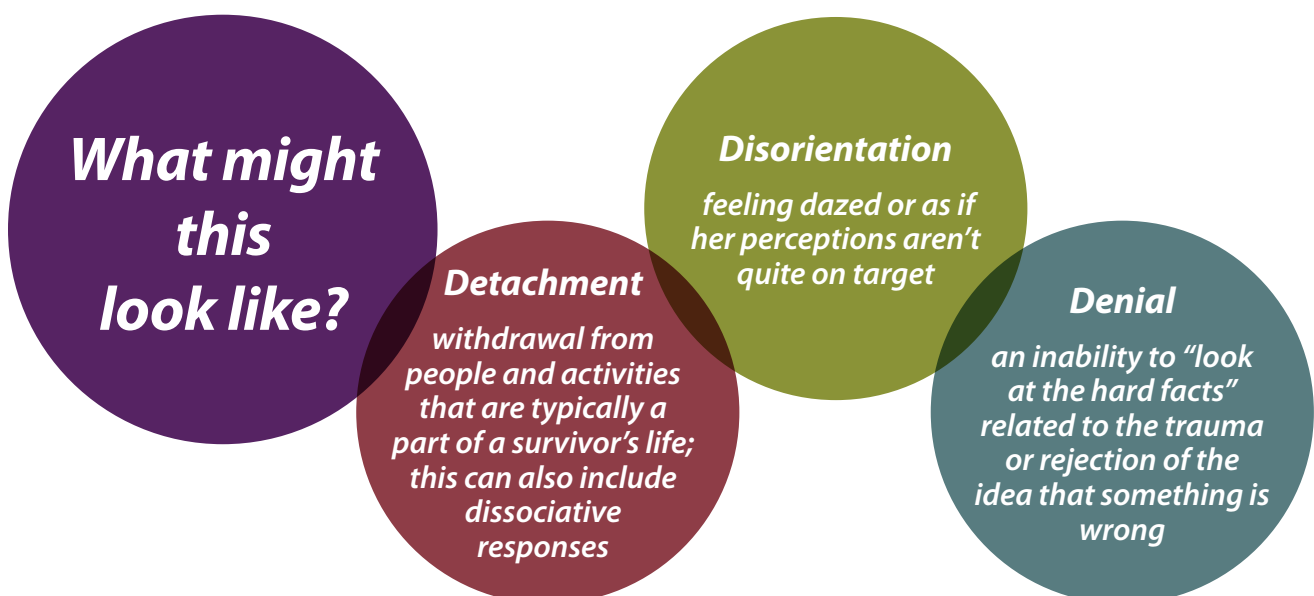 What might
this
look like?
Detachment
withdrawal from
people and activities
that are typically a
part of a survivor’s life;
this can also include
dissociative
responses
Disorientation
feeling dazed or as if
her perceptions aren’t
quite on target
Denial
an inability to “look
at the hard facts”
related to the trauma
or rejection of the
idea that something is
wrong